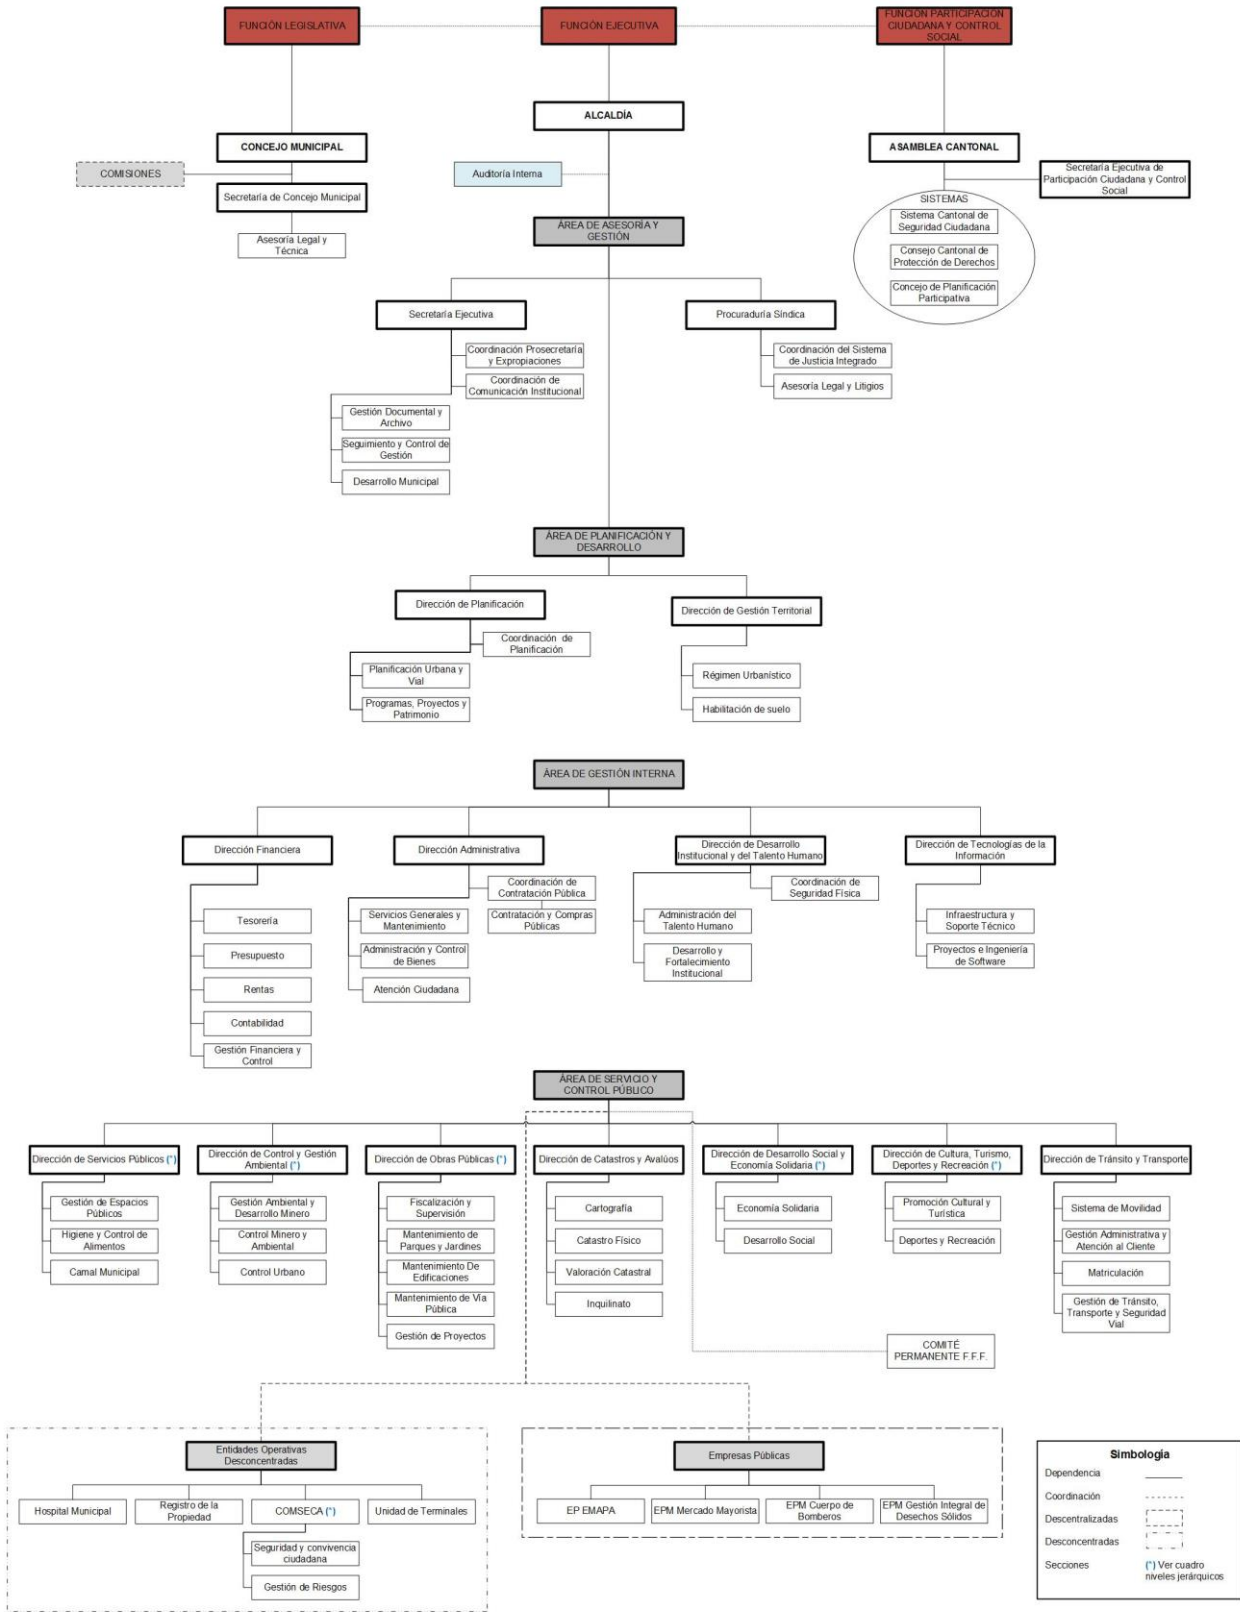 FUNCIÓN LEGISLATIVA
FUNCIÓN EJECUTIVA
FUNCIÓN PARTICIPACIÓN
CIUDADANA Y CONTROL
SOCIAL
ALCALDÍA
CONCEJO MUNICIPAL
ASAMBLEA CANTONAL
COMISIONES
Auditoría Interna
Secretaría Ejecutiva de
Participación Ciudadana y Control
Social
Secretaría de Concejo Municipal
Asesoría Legal y
Técnica
SISTEMAS
Sistema Cantonal de
Seguridad Ciudadana
Consejo Cantonal de
Protección de Derechos
Concejo de Planificación
Participativa
ÁREA DE ASESORÍA Y
GESTIÓN
Secretaría Ejecutiva
Procuraduría Síndica
Coordinación Prosecretaría
y Expropiaciones
Coordinación de
Comunicación Institucional
Gestión Documental y
Archivo
Seguimiento y Control de
Gestión
Desarrollo Municipal
Coordinación del Sistema
de Justicia Integrado
Asesoría Legal y Litigios
ÁREA DE PLANIFICACIÓN Y
DESARROLLO
Dirección de Planificación
Dirección de Gestión Territorial
Coordinación de
Planificación
Planificación Urbana y
Vial
Programas, Proyectos y
Patrimonio
Régimen Urbanístico
Habilitación de suelo
ÁREA DE GESTIÓN INTERNA
Dirección Financiera
Dirección Administrativa
Dirección de Desarrollo
Institucional y del Talento Humano
Dirección de Tecnologías de la
Información
Tesorería
Presupuesto
Rentas
Contabilidad
Gestión Financiera y
Control
Coordinación de
Contratación Pública
Contratación y Compras
Públicas
Servicios Generales y
Mantenimiento
Administración y Control
de Bienes
Atención Ciudadana
Coordinación de
Seguridad Física
Administración del
Talento Humano
Desarrollo y
Fortalecimiento
Institucional
Infraestructura y
Soporte Técnico
Proyectos e Ingeniería
de Software
ÁREA DE SERVICIO Y
CONTROL PÚBLICO
Dirección de Servicios Públicos (*)
Gestión de Espacios
Públicos
Higiene y Control de
Alimentos
Camal Municipal
Dirección de Control y Gestión
Ambiental (*)
Gestión Ambiental y
Desarrollo Minero
Control Minero y
Ambiental
Control Urbano
Dirección de Obras Públicas (*)
Fiscalización y
Supervisión
Mantenimiento de
Parques y Jardines
Mantenimiento De
Edificaciones
Mantenimiento de Vía
Pública
Gestión de Proyectos
Dirección de Catastros y Avalúos
Cartografía
Catastro Físico
Valoración Catastral
Inquilinato
Dirección de Desarrollo Social y
Economía Solidaria (*)
Economía Solidaria
Desarrollo Social
Dirección de Cultura, Turismo,
Deportes y Recreación (*)
Promoción Cultural y
Turística
Deportes y Recreación
Dirección de Tránsito y Transporte
Sistema de Movilidad
Gestión Administrativa y
Atención al Cliente
Matriculación
Gestión de Tránsito,
Transporte y Seguridad
Vial
COMITÉ
PERMANENTE F.F.F.
Entidades Operativas
Desconcentradas
Hospital Municipal
Registro de la
Propiedad
COMSECA (*)
Unidad de Terminales
Seguridad y convivencia
ciudadana
Gestión de Riesgos
Empresas Públicas
EP EMAPA
EPM Mercado Mayorista
EPM Cuerpo de
Bomberos
EPM Gestión Integral de
Desechos Sólidos
Simbología
Dependencia
Coordinación
Descentralizadas
Desconcentradas
Secciones
(*) Ver cuadro
niveles jerárquicos